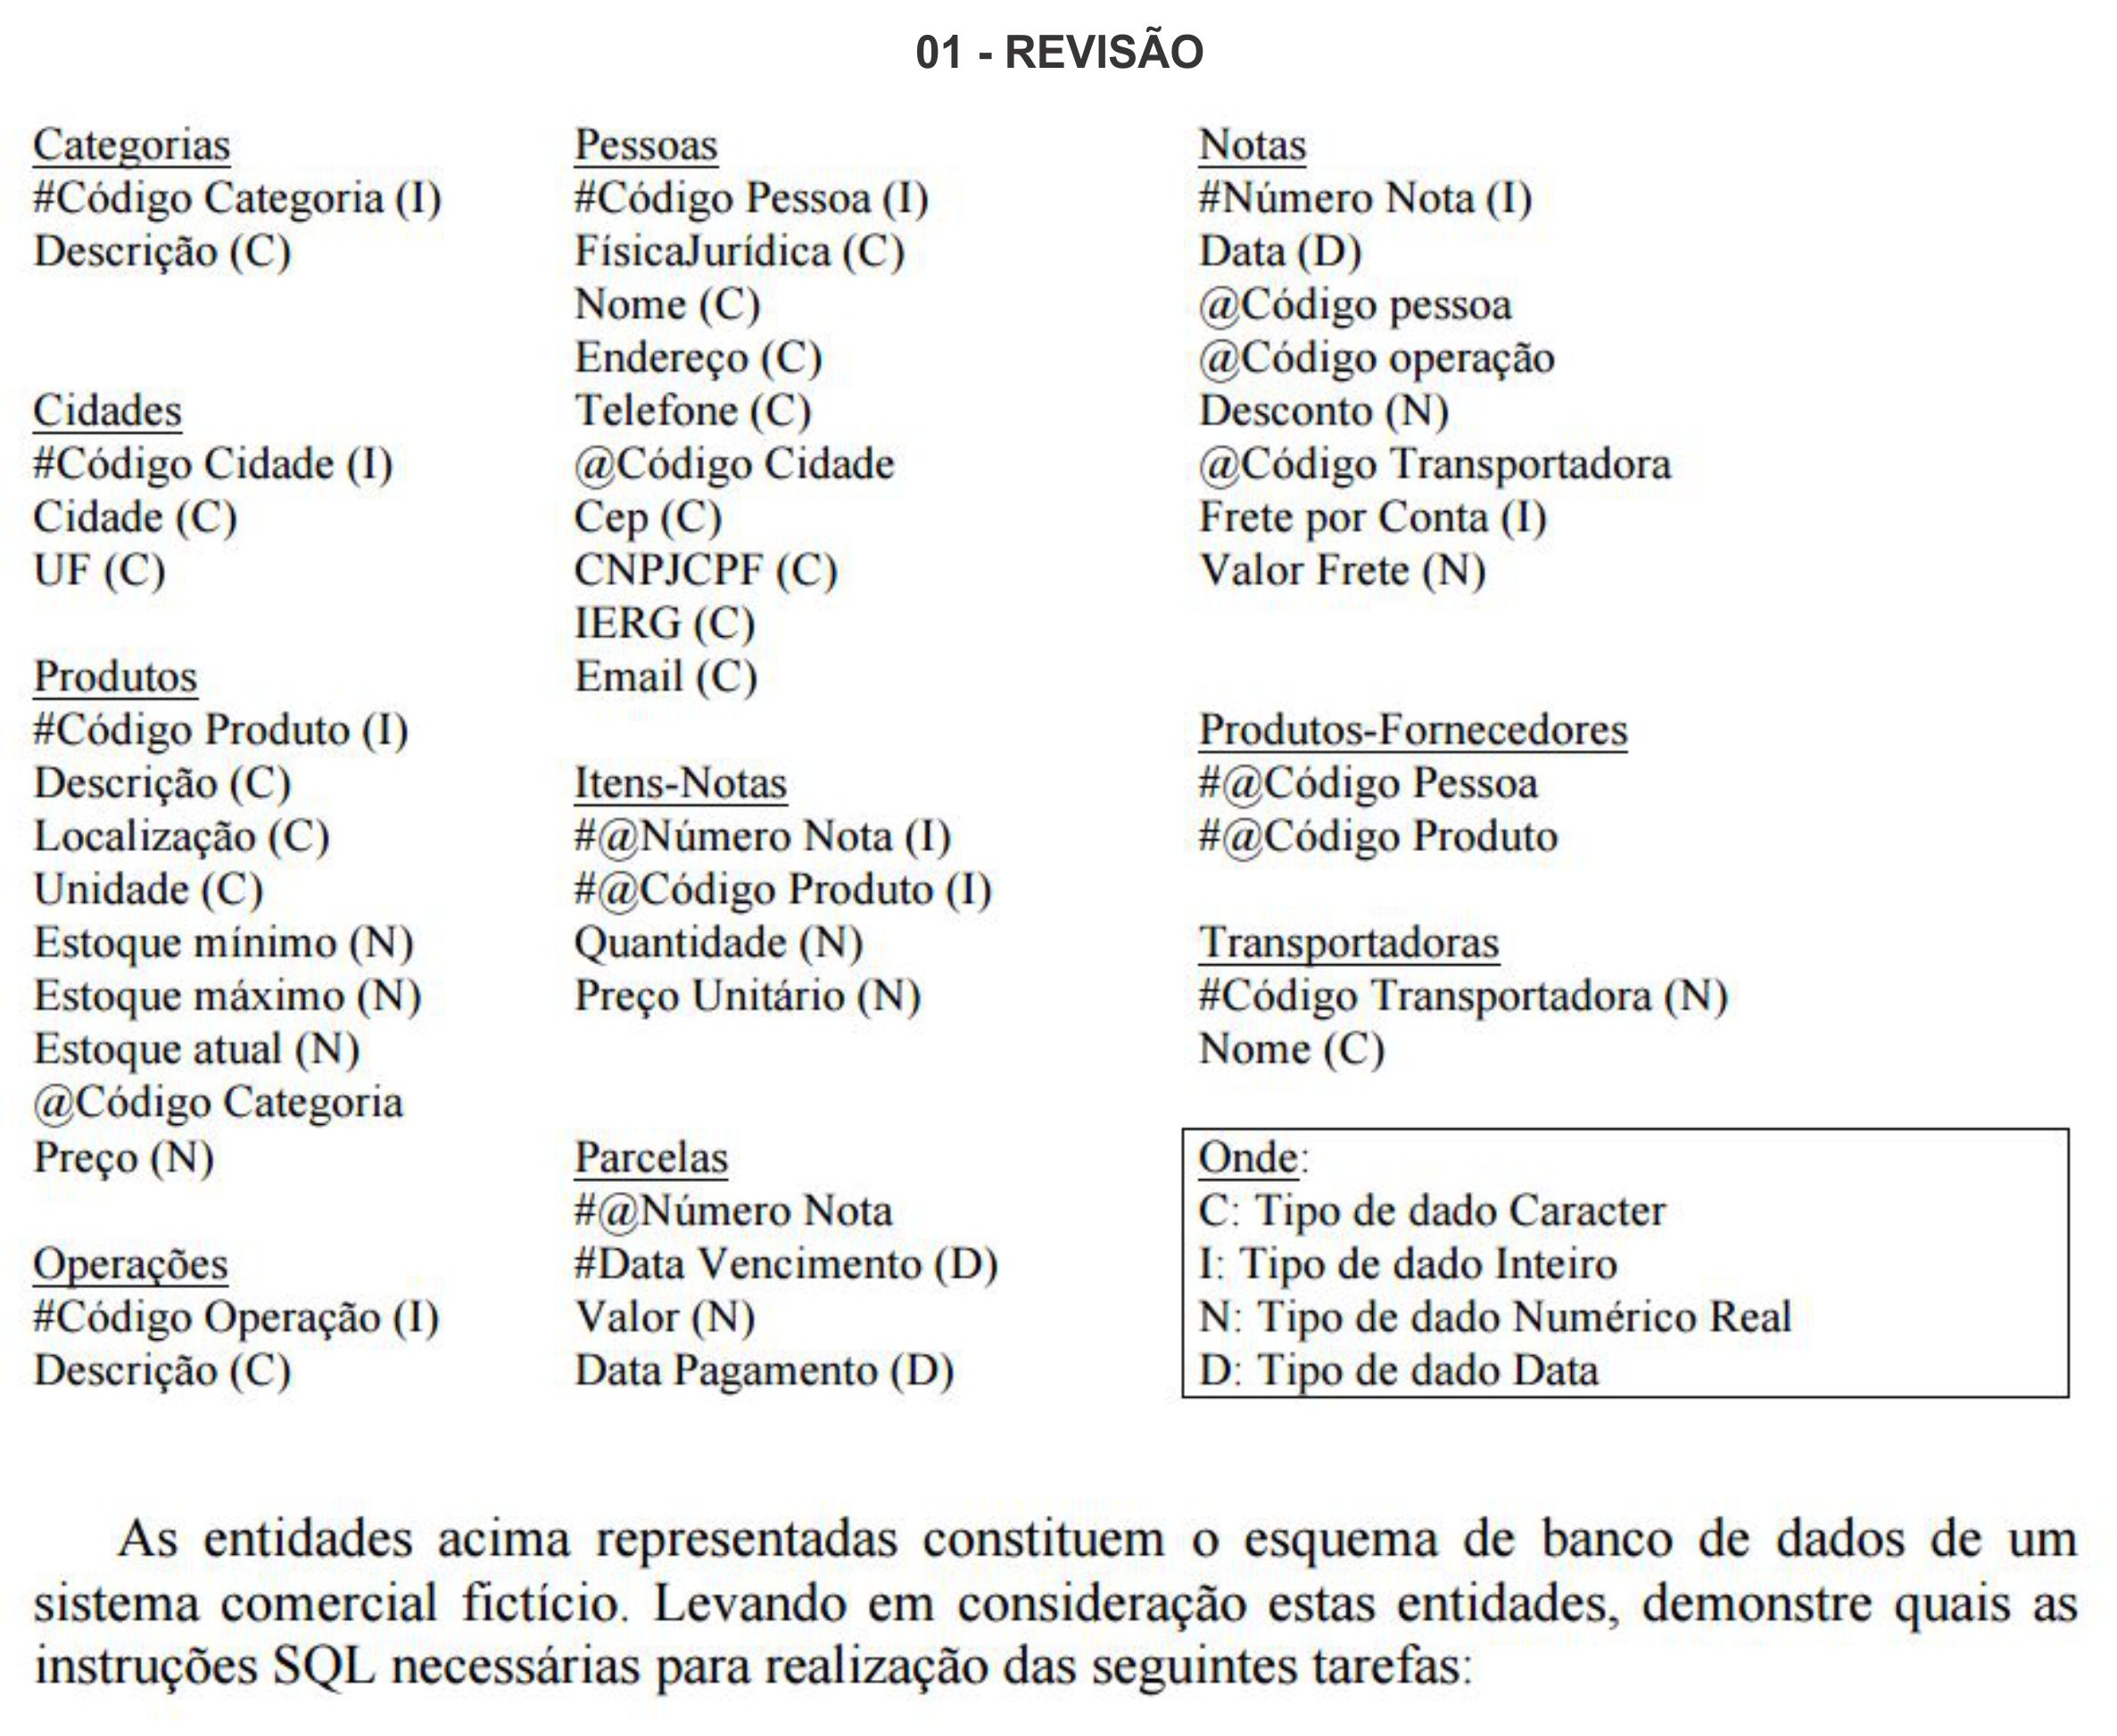 01 - REVISÃO
Categorias
#Código Categoria (I)
Descrição (C)
Cidades
#Código Cidade (I)
Cidade (C)
UF (C)
Produtos
#Código Produto (I)
Descrição (C)
Localização (C)
Unidade (C)
Estoque mínimo (N)
Estoque máximo (N)
Estoque atual (N)
@Código Categoria
Preço (N)
Operações
#Código Operação (I)
Descrição (C)
Pessoas
#Código Pessoa (I)
FísicaJurídica (C)
Nome (C)
Endereço (C)
Telefone (C)
@Código Cidade
Cep (C)
CNPJCPF (C)
IERG (C)
Email (C)
Itens-Notas
#@Número Nota (I)
#@Código Produto (I)
Quantidade (N)
Preço Unitário (N)
Parcelas
#@Número Nota
#Data Vencimento (D)
Valor (N)
Data Pagamento (D)
Notas
#Número Nota (I)
Data (D)
@Código pessoa
@Código operação
Desconto (N)
@Código Transportadora
Frete por Conta (I)
Valor Frete (N)
Produtos-Fornecedores
#@Código Pessoa
#@Código Produto
Transportadoras
#Código Transportadora (N)
Nome (C)
Onde:
C: Tipo de dado Caracter
I: Tipo de dado Inteiro
N: Tipo de dado Numérico Real
D: Tipo de dado Data
As entidades acima representadas constituem o esquema de banco de dados de um
sistema comercial fictício. Levando em consideração estas entidades, demonstre quais as
instruções SQL necessárias para realização das seguintes tarefas: